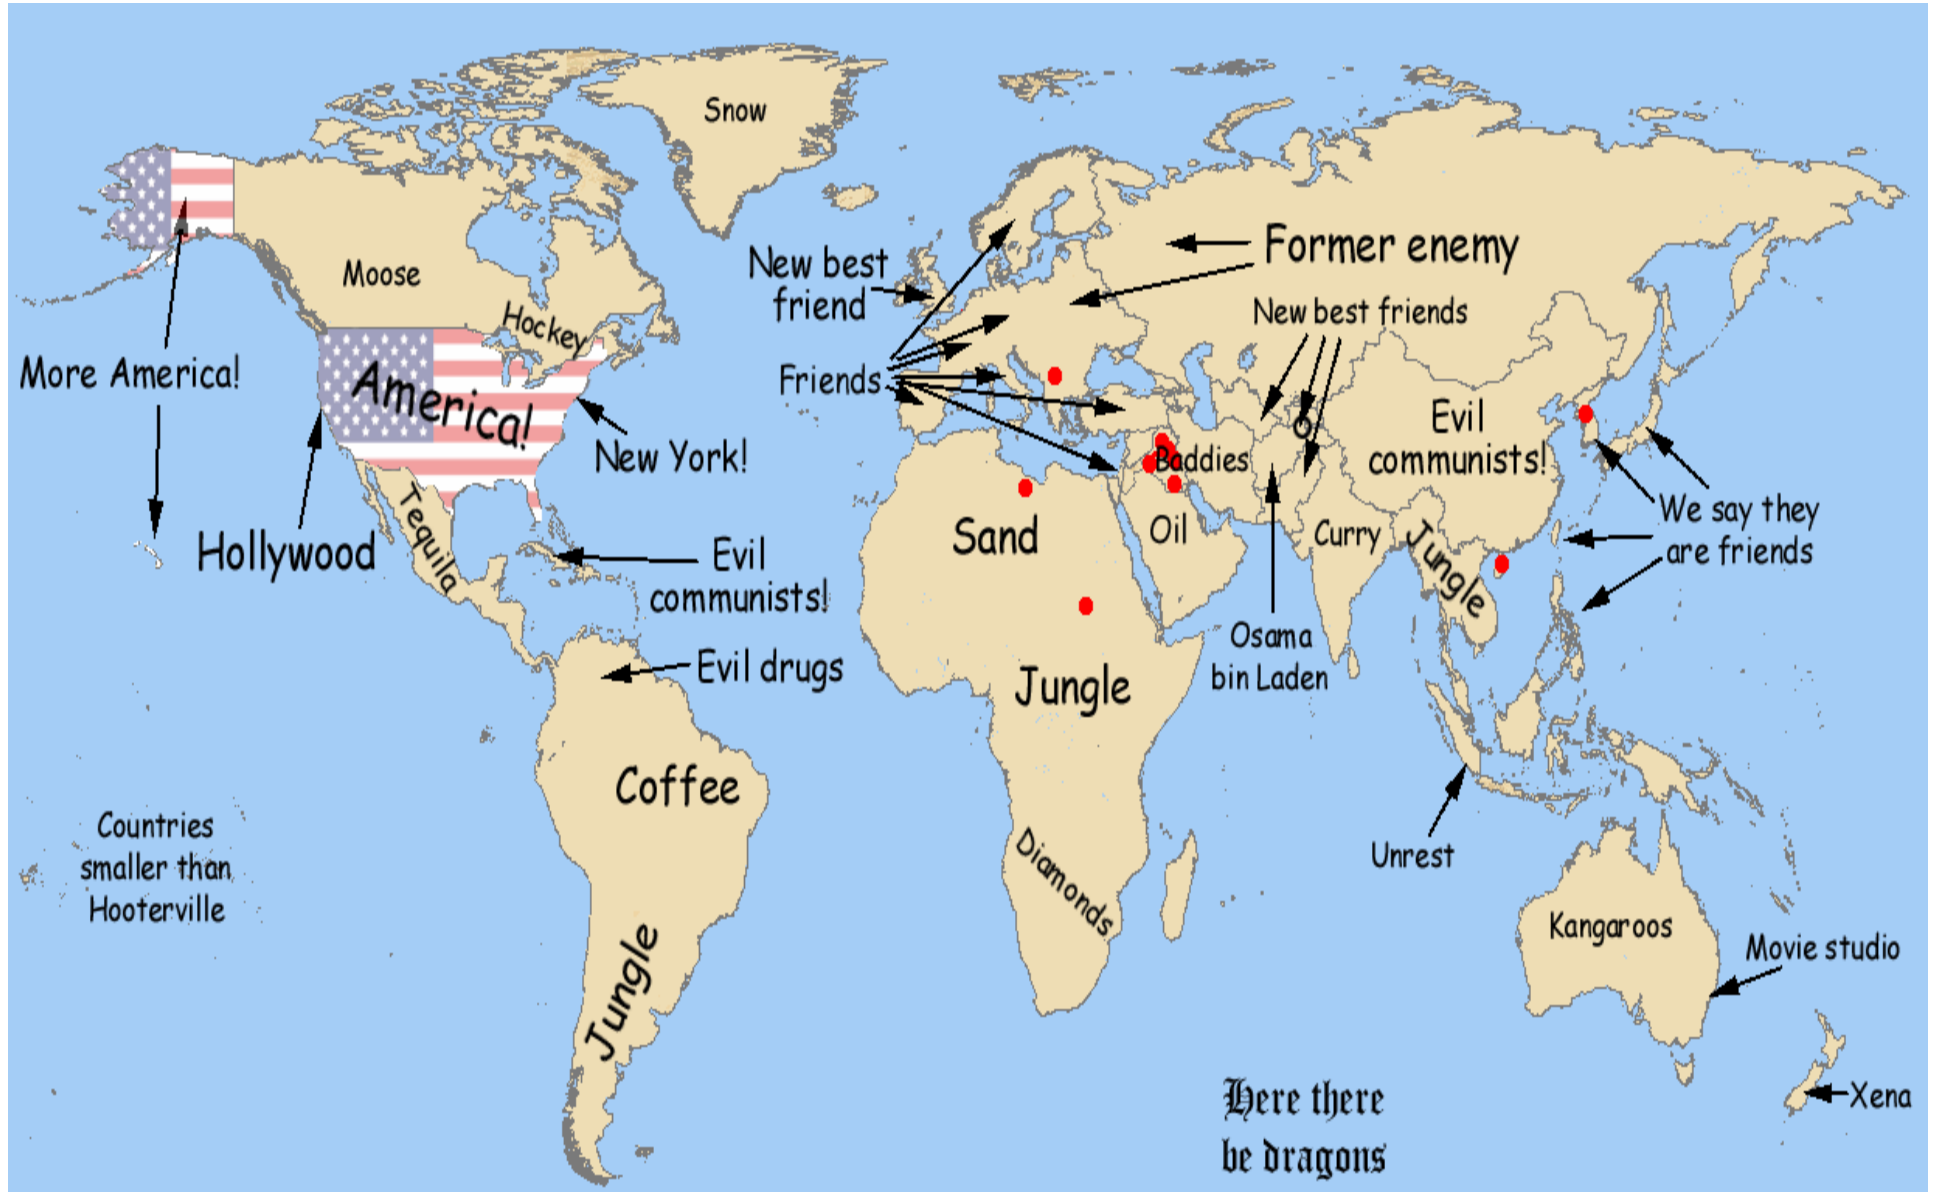 Snow
Moose
Hockey
America!
More America!
New York!
Hollywood
Tequila
Evil
communists!
Evil drugs
Coffee
Jungle
Countries
smaller than
Hooterville
New best
friend
Friends
Former enemy
New best friends
Baddies
Evil
communists!
We say they
are friends
Sand
Oil
Curry
Jungle
Osama
bin Laden
Jungle
Diamonds
Unrest
Kangaroos
Movie studio
Xena
Here there
be dragons